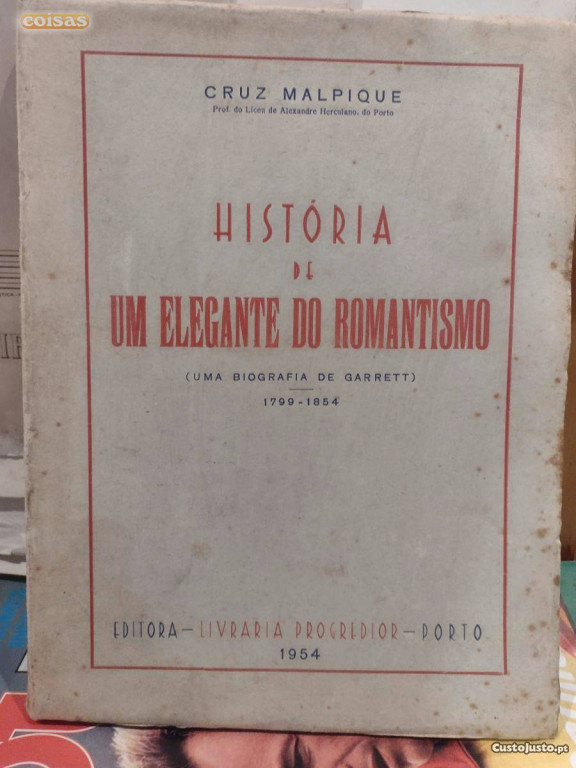 coisas
CRUZ MALPIQUE
Prof. do Liceu de Alexandre Herculano, do Porto
HISTÓRIA
DE
UM ELEGANTE DO ROMANTISMO
(UMA BIOGRAFIA DE GARRETT)
1799-1854
EDITORA — LIVRARIA PROGREDIOR — PORTO
1954
CustoJusto.pt